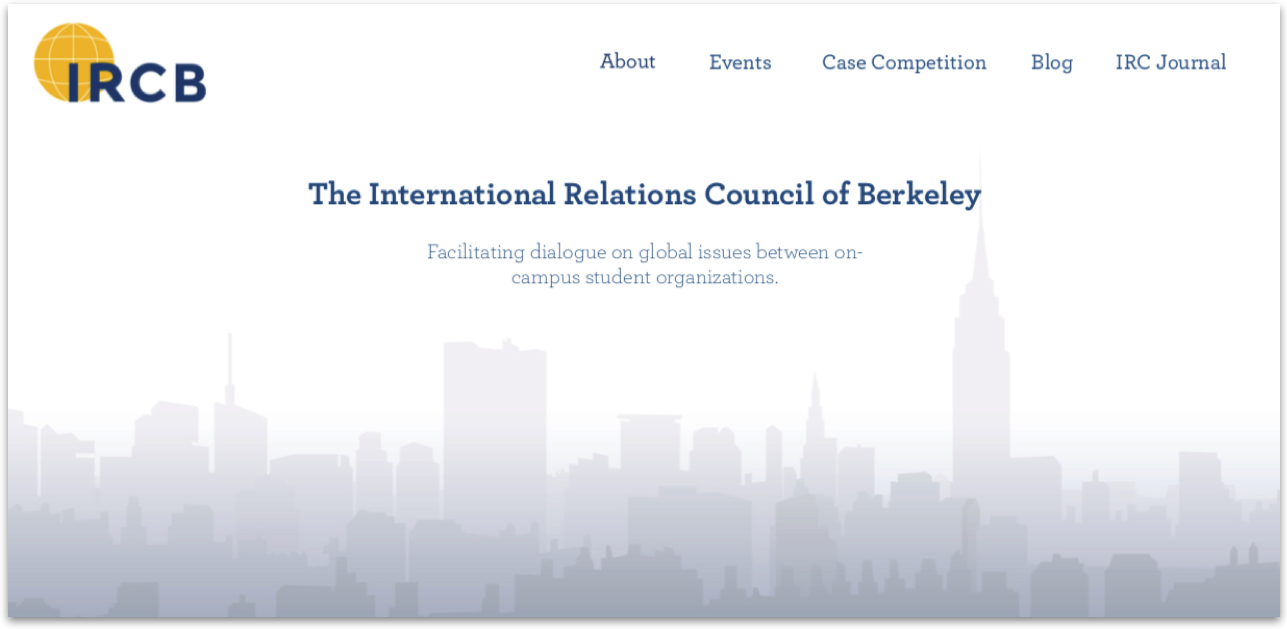 IRCB
About
Events
Case Competition
Blog
IRC Journal
The International Relations Council of Berkeley
Facilitating dialogue on global issues between on-
campus student organizations.